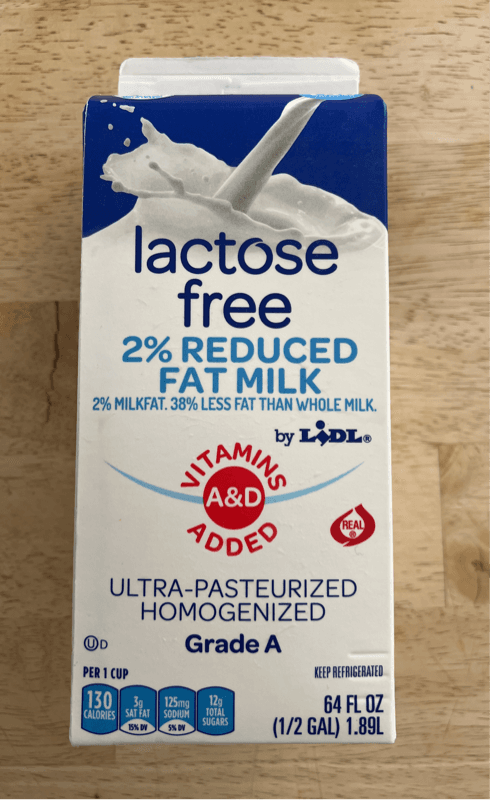 lactose
free
2% REDUCED
FAT MILK
2% MILKFAT. 38% LESS FAT THAN WHOLE MILK.
by LIDL®
VITAMINS
A&D
ADDED
REAL
®
ULTRA-PASTEURIZED
HOMOGENIZED
Grade A
U D
PER 1 CUP
KEEP REFRIGERATED
130
CALORIES
3g
SAT FAT
15% DV
125mg
SODIUM
5% DV
12g
TOTAL
SUGARS
64 FL OZ
(1/2 GAL) 1.89L